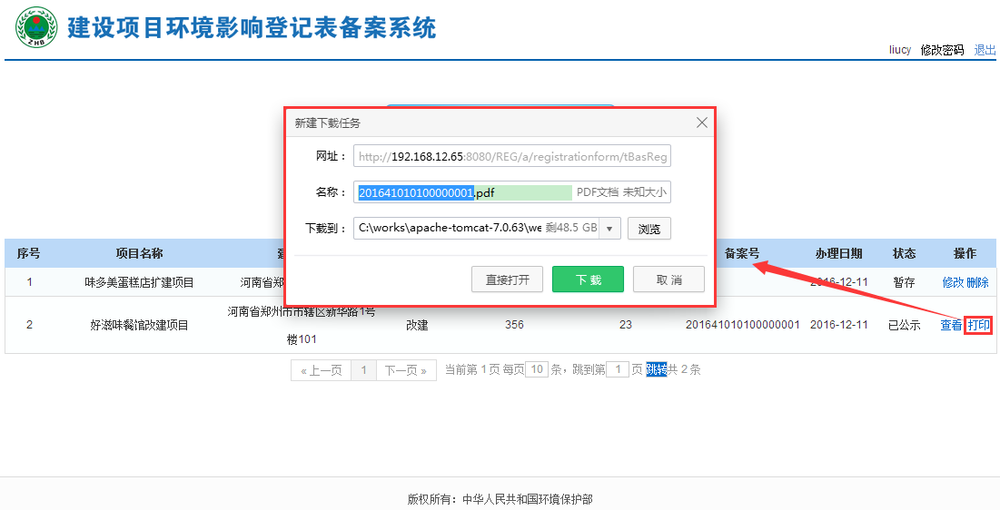 ZHB
建设项目环境影响登记表备案系统
liucy 修改密码 退出
新建下载任务
网址： http://192.168.12.65:8080/REG/a/registrationform/tBasReg
名称： 201641010100000001.pdf PDF文档 未知大小
下载到： C:\works\apache-tomcat-7.0.63\we 剩48.5 GB 浏览
直接打开 下载 取消
序号 项目名称 备案号 办理日期 状态 操作
1 味多美蛋糕店扩建项目 河南省郑 2016-12-11 暂存 修改 删除
2 好滋味餐馆改建项目 河南省郑州市市辖区新华路1号 改建 356 23 201641010100000001 2016-12-11 已公示 查看 打印
楼101
« 上一页 1 下一页 » 当前第 1 页 每页 10 条，跳到第 1 页 跳转共 2 条
版权所有：中华人民共和国环境保护部